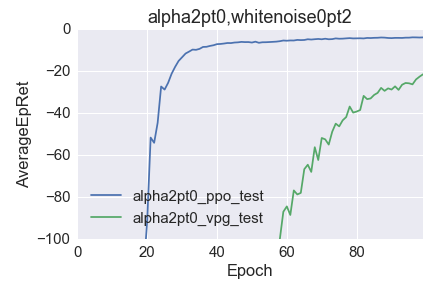 alpha2pt0,whitenoise0pt2
0
−20
−40
−60
−80
−100
AverageEpRet
alpha2pt0_ppo_test
alpha2pt0_vpg_test
0
20
40
60
80
Epoch